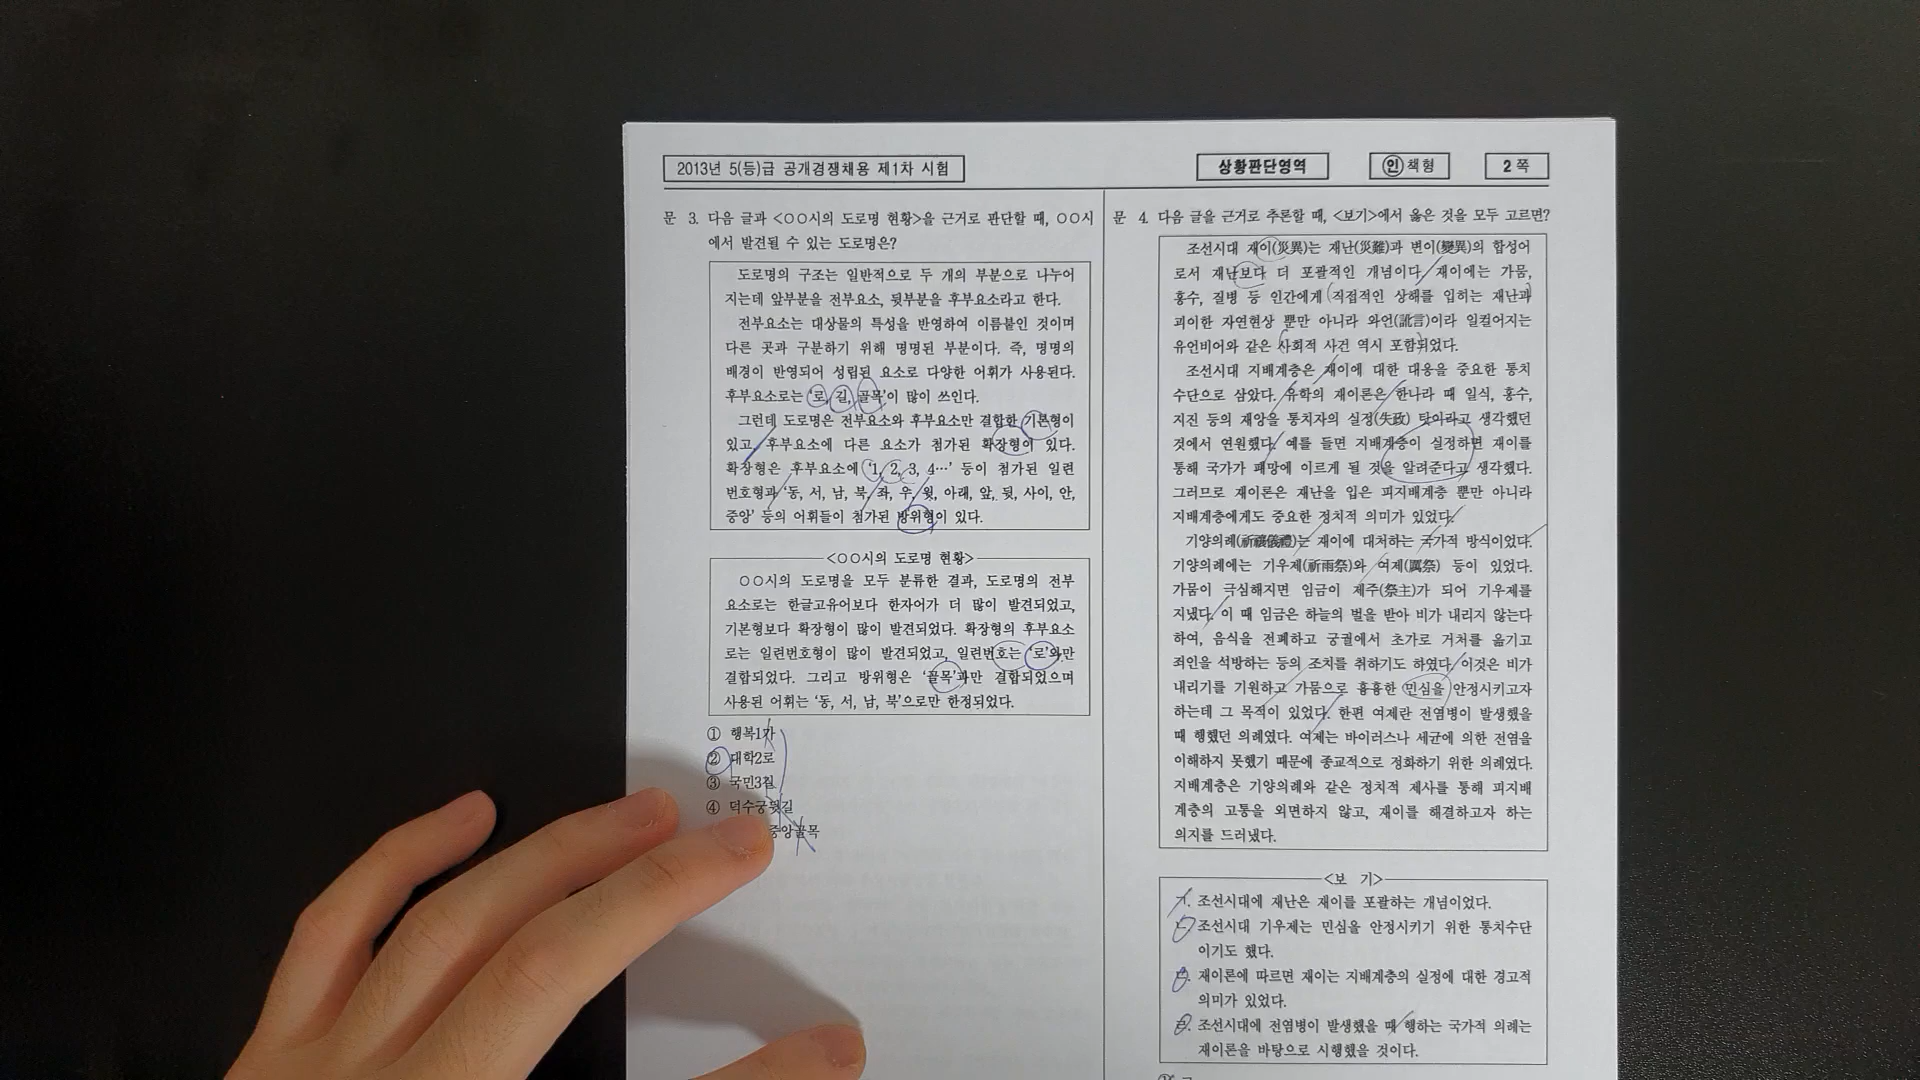 2013년 5(등)급 공개경쟁채용 제1차 시험
상황판단영역
인 책형
2 쪽
문 3. 다음 글과 <○○시의 도로명 현황>을 근거로 판단할 때, ○○시
에서 발견될 수 있는 도로명은?
도로명의 구조는 일반적으로 두 개의 부분으로 나누어
지는데 앞부분을 전부요소, 뒷부분을 후부요소라고 한다.
전부요소는 대상물의 특성을 반영하여 이름붙인 것이며
다른 곳과 구분하기 위해 명명된 부분이다. 즉, 명명의
배경이 반영되어 성립된 요소로 다양한 어휘가 사용된다.
후부요소로는 '로, 길, 골목'이 많이 쓰인다.
그런데 도로명은 전부요소와 후부요소만 결합한 기본형이
있고, 후부요소에 다른 요소가 첨가된 확장형이 있다.
확장형은 후부요소에 '1, 2, 3, 4…' 등이 첨가된 일련
번호형과 '동, 서, 남, 북, 좌, 우, 윗, 아래, 앞, 뒷, 사이, 안,
중앙' 등의 어휘들이 첨가된 방위형이 있다.
<○○시의 도로명 현황>
○○시의 도로명을 모두 분류한 결과, 도로명의 전부
요소로는 한글고유어보다 한자어가 더 많이 발견되었고,
기본형보다 확장형이 많이 발견되었다. 확장형의 후부요소
로는 일련번호형이 많이 발견되었고, 일련번호는 '로'와만
결합되었다. 그리고 방위형은 '골목'과만 결합되었으며
사용된 어휘는 '동, 서, 남, 북'으로만 한정되었다.
① 행복1가
② 대학2로
③ 국민3길
④ 덕수궁뒷길
중앙골목
문 4. 다음 글을 근거로 추론할 때, <보기>에서 옳은 것을 모두 고르면?
조선시대 재이(災異)는 재난(災難)과 변이(變異)의 합성어
로서 재난보다 더 포괄적인 개념이다. 재이에는 가뭄,
홍수, 질병 등 인간에게 직접적인 상해를 입히는 재난과
괴이한 자연현상 뿐만 아니라 와언(訛言)이라 일컬어지는
유언비어와 같은 사회적 사건 역시 포함되었다.
조선시대 지배계층은 재이에 대한 대응을 중요한 통치
수단으로 삼았다. 유학의 재이론은 한나라 때 일식, 홍수,
지진 등의 재앙을 통치자의 실정(失政) 탓이라고 생각했던
것에서 연원했다. 예를 들면 지배계층이 실정하면 재이를
통해 국가가 패망에 이르게 될 것을 알려준다고 생각했다.
그러므로 재이론은 재난을 입은 피지배계층 뿐만 아니라
지배계층에게도 중요한 정치적 의미가 있었다.
기양의례(祈禳儀禮)는 재이에 대처하는 국가적 방식이었다.
기양의례에는 기우제(祈雨祭)와 여제(厲祭) 등이 있었다.
가뭄이 극심해지면 임금이 제주(祭主)가 되어 기우제를
지냈다. 이 때 임금은 하늘의 벌을 받아 비가 내리지 않는다
하여, 음식을 전폐하고 궁궐에서 초가로 거처를 옮기고
죄인을 석방하는 등의 조치를 취하기도 하였다. 이것은 비가
내리기를 기원하고 가뭄으로 흉흉한 민심을 안정시키고자
하는데 그 목적이 있었다. 한편 여제란 전염병이 발생했을
때 행했던 의례였다. 여제는 바이러스나 세균에 의한 전염을
이해하지 못했기 때문에 종교적으로 정화하기 위한 의례였다.
지배계층은 기양의례와 같은 정치적 제사를 통해 피지배
계층의 고통을 외면하지 않고, 재이를 해결하고자 하는
의지를 드러냈다.
<보 기>
ㄱ. 조선시대에 재난은 재이를 포괄하는 개념이었다.
ㄴ. 조선시대 기우제는 민심을 안정시키기 위한 통치수단
이기도 했다.
ㄷ. 재이론에 따르면 재이는 지배계층의 실정에 대한 경고적
의미가 있었다.
ㄹ. 조선시대에 전염병이 발생했을 때 행하는 국가적 의례는
재이론을 바탕으로 시행했을 것이다.